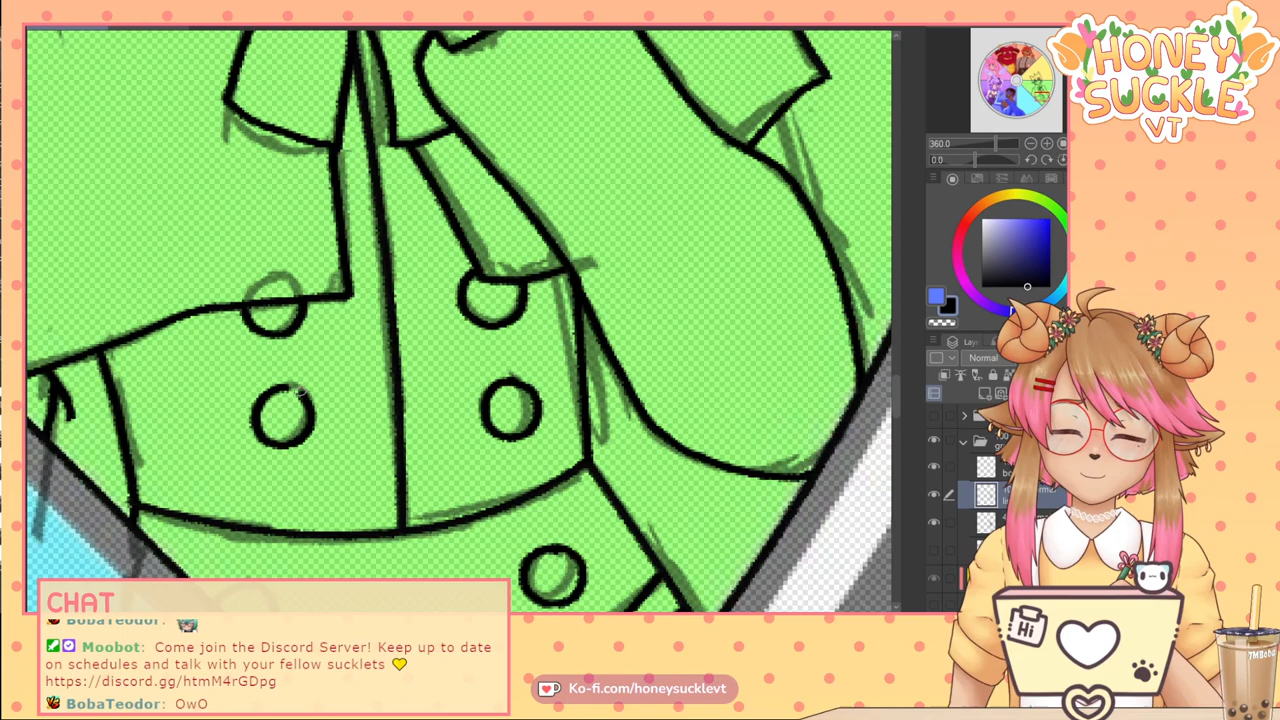 HONEY
SUCKLE
VT
360.0
0.0
Laye
Normal
CHAT
BobaTeodor:
Moobot: Come join the Discord Server! Keep up to date
on schedules and talk with your fellow sucklets
https://discord.gg/htmM4rGDpg
BobaTeodor: OwO
Ko-fi.com/honeysucklevt
Hi